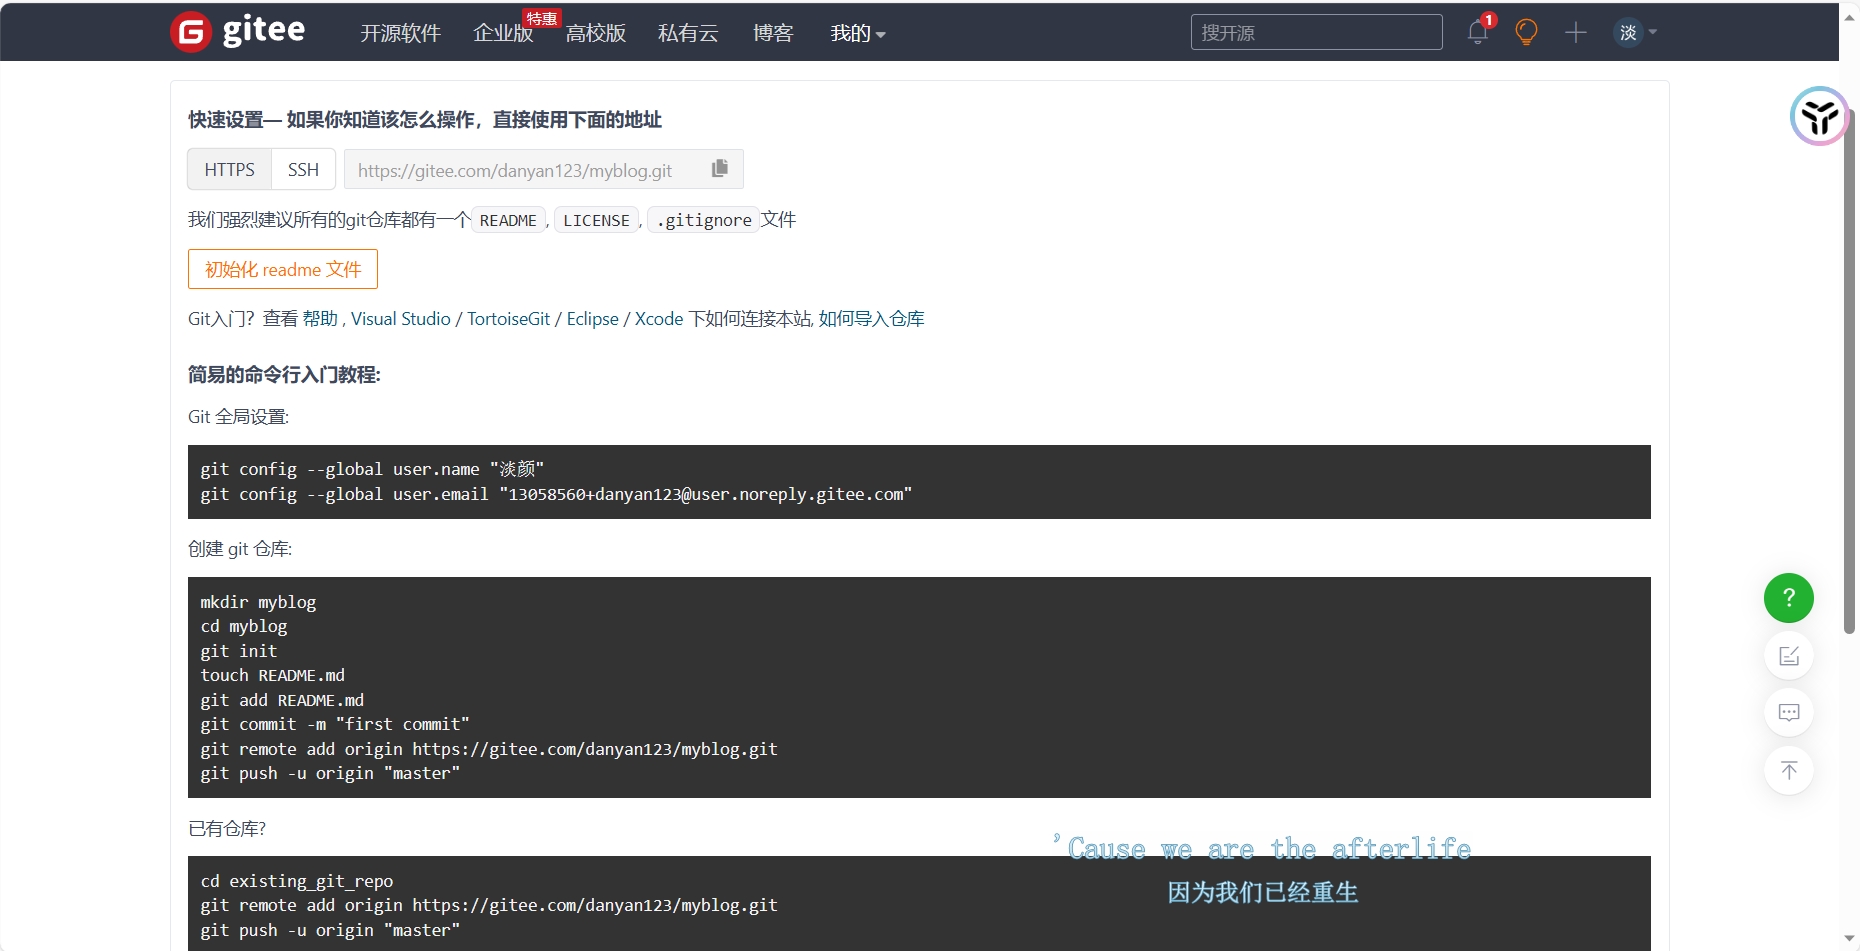 gitee 开源软件 企业版 特惠 高校版 私有云 博客 我的 搜开源 1 淡
快速设置— 如果你知道该怎么操作，直接使用下面的地址
HTTPS SSH https://gitee.com/danyan123/myblog.git
我们强烈建议所有的git仓库都有一个 README, LICENSE, .gitignore 文件
初始化 readme 文件
Git入门？查看 帮助 , Visual Studio / TortoiseGit / Eclipse / Xcode 下如何连接本站, 如何导入仓库
简易的命令行入门教程:
Git 全局设置:
git config --global user.name "淡颜"
git config --global user.email "13058560+danyan123@user.noreply.gitee.com"
创建 git 仓库:
mkdir myblog
cd myblog
git init
touch README.md
git add README.md
git commit -m "first commit"
git remote add origin https://gitee.com/danyan123/myblog.git
git push -u origin "master"
已有仓库?
'Cause we are the afterlife
因为我们已经重生
cd existing_git_repo
git remote add origin https://gitee.com/danyan123/myblog.git
git push -u origin "master"
?